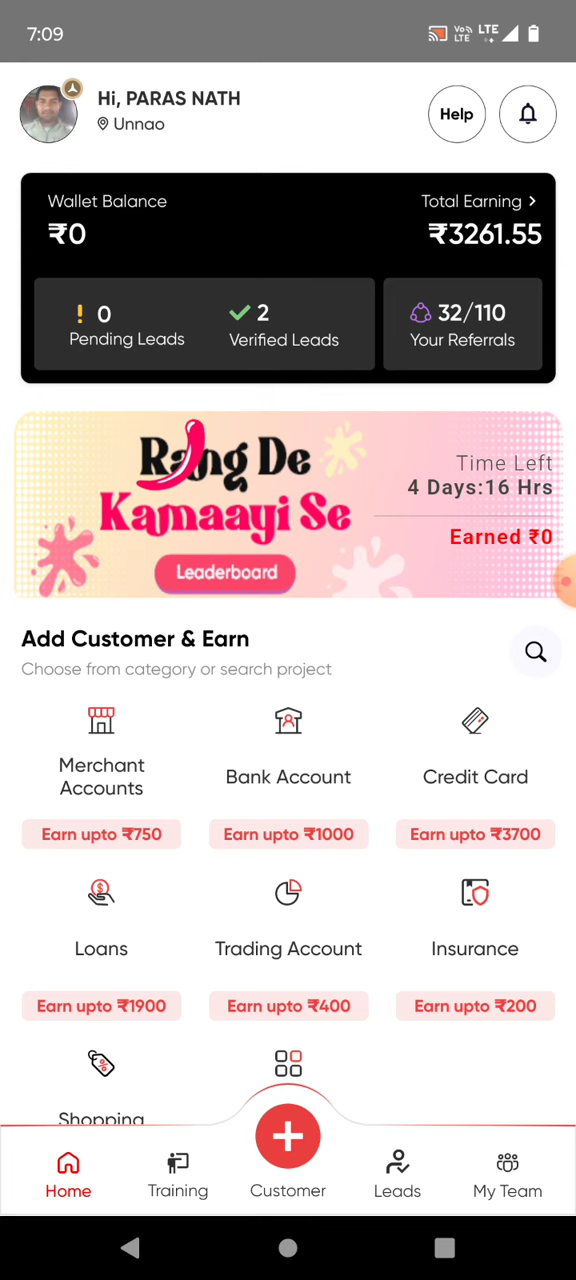 7:09
Vo
LTE
LTE
Hi, PARAS NATH
Unnao
Help
Wallet Balance
Total Earning >
₹0
₹3261.55
0
Pending Leads
2
Verified Leads
32/110
Your Referrals
Rang De
Kamaayi Se
Leaderboard
Time Left
4 Days:16 Hrs
Earned ₹0
Add Customer & Earn
Choose from category or search project
Merchant
Accounts
Bank Account
Credit Card
Earn upto ₹750
Earn upto ₹1000
Earn upto ₹3700
Loans
Trading Account
Insurance
Earn upto ₹1900
Earn upto ₹400
Earn upto ₹200
Shopping
Home
Training
Customer
Leads
My Team